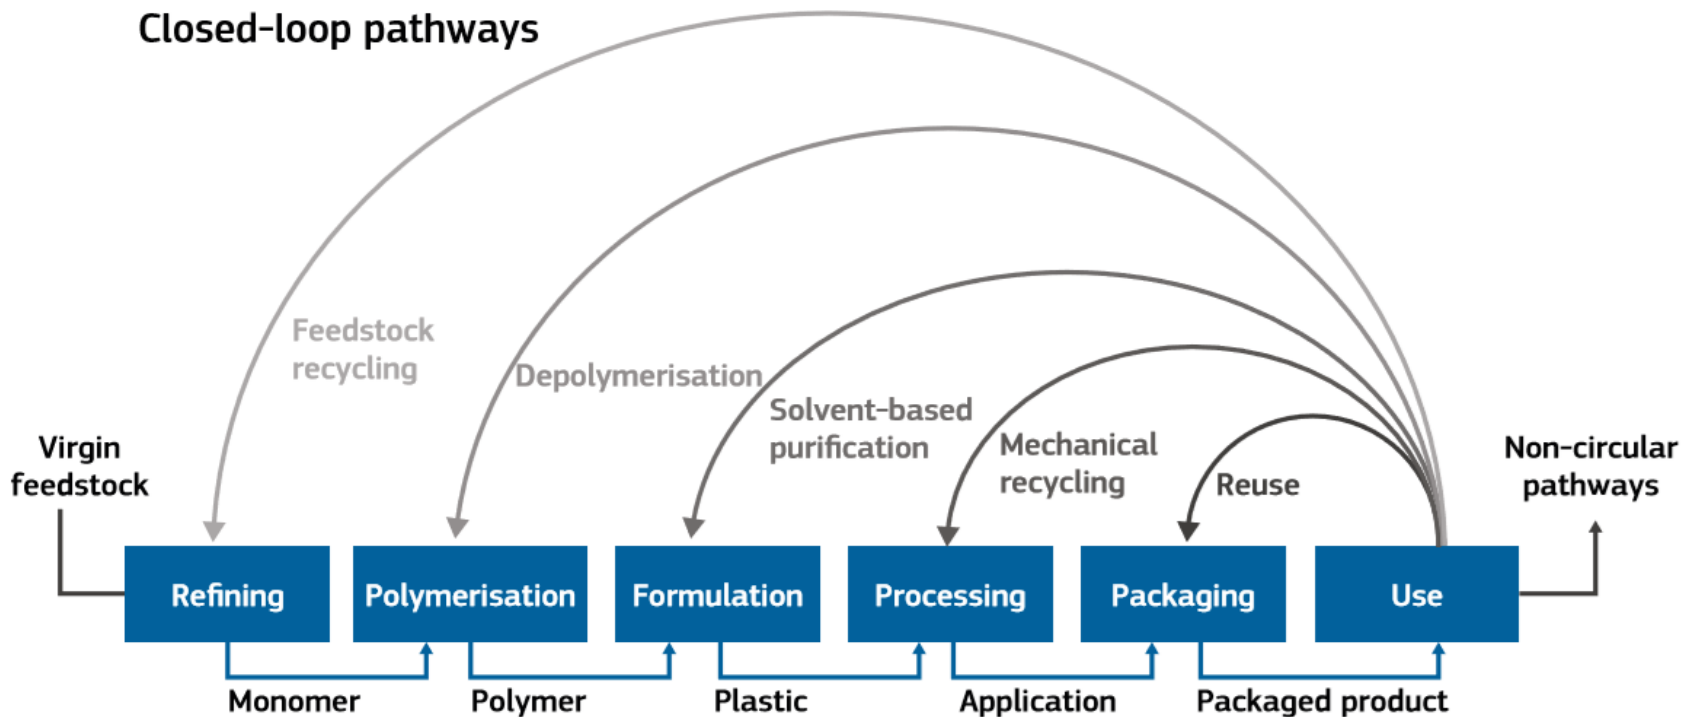 Closed-loop pathways
Feedstock
recycling
Depolymerisation
Solvent-based
purification
Mechanical
recycling
Reuse
Virgin
feedstock
Non-circular
pathways
Refining
Polymerisation
Formulation
Processing
Packaging
Use
Monomer
Polymer
Plastic
Application
Packaged product